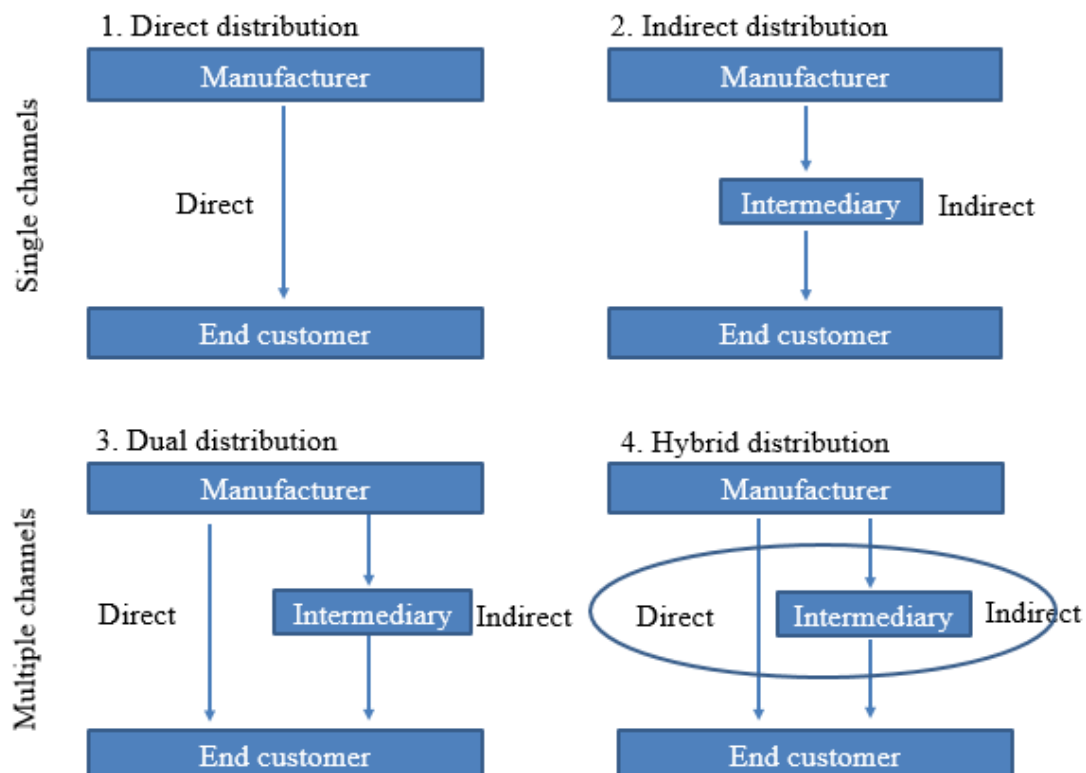 1. Direct distribution
Manufacturer
Direct
End customer
2. Indirect distribution
Manufacturer
Intermediary
Indirect
End customer
Single channels
3. Dual distribution
Manufacturer
Direct
Intermediary
Indirect
End customer
4. Hybrid distribution
Manufacturer
Direct
Intermediary
Indirect
End customer
Multiple channels